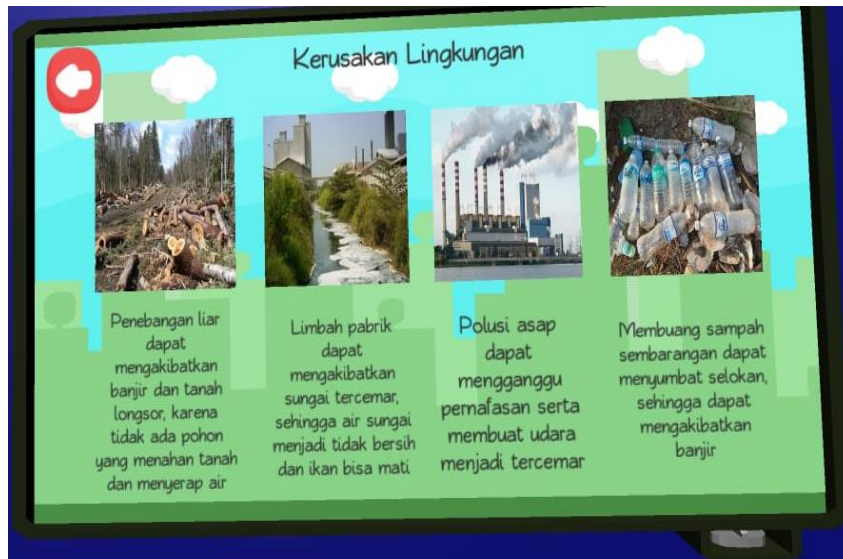 Kerusakan Lingkungan
Penebangan liar
dapat
mengakibatkan
banjir dan tanah
longsor, karena
tidak ada pohon
yang menahan tanah
dan menyerap air
Limbah pabrik
dapat
mengakibatkan
sungai tercemar,
sehingga air sungai
menjadi tidak bersih
dan ikan bisa mati
Polusi asap
dapat
mengganggu
pernafasan serta
membuat udara
menjadi tercemar
Membuang sampah
sembarangan dapat
menyumbat selokan,
sehingga dapat
mengakibatkan
banjir